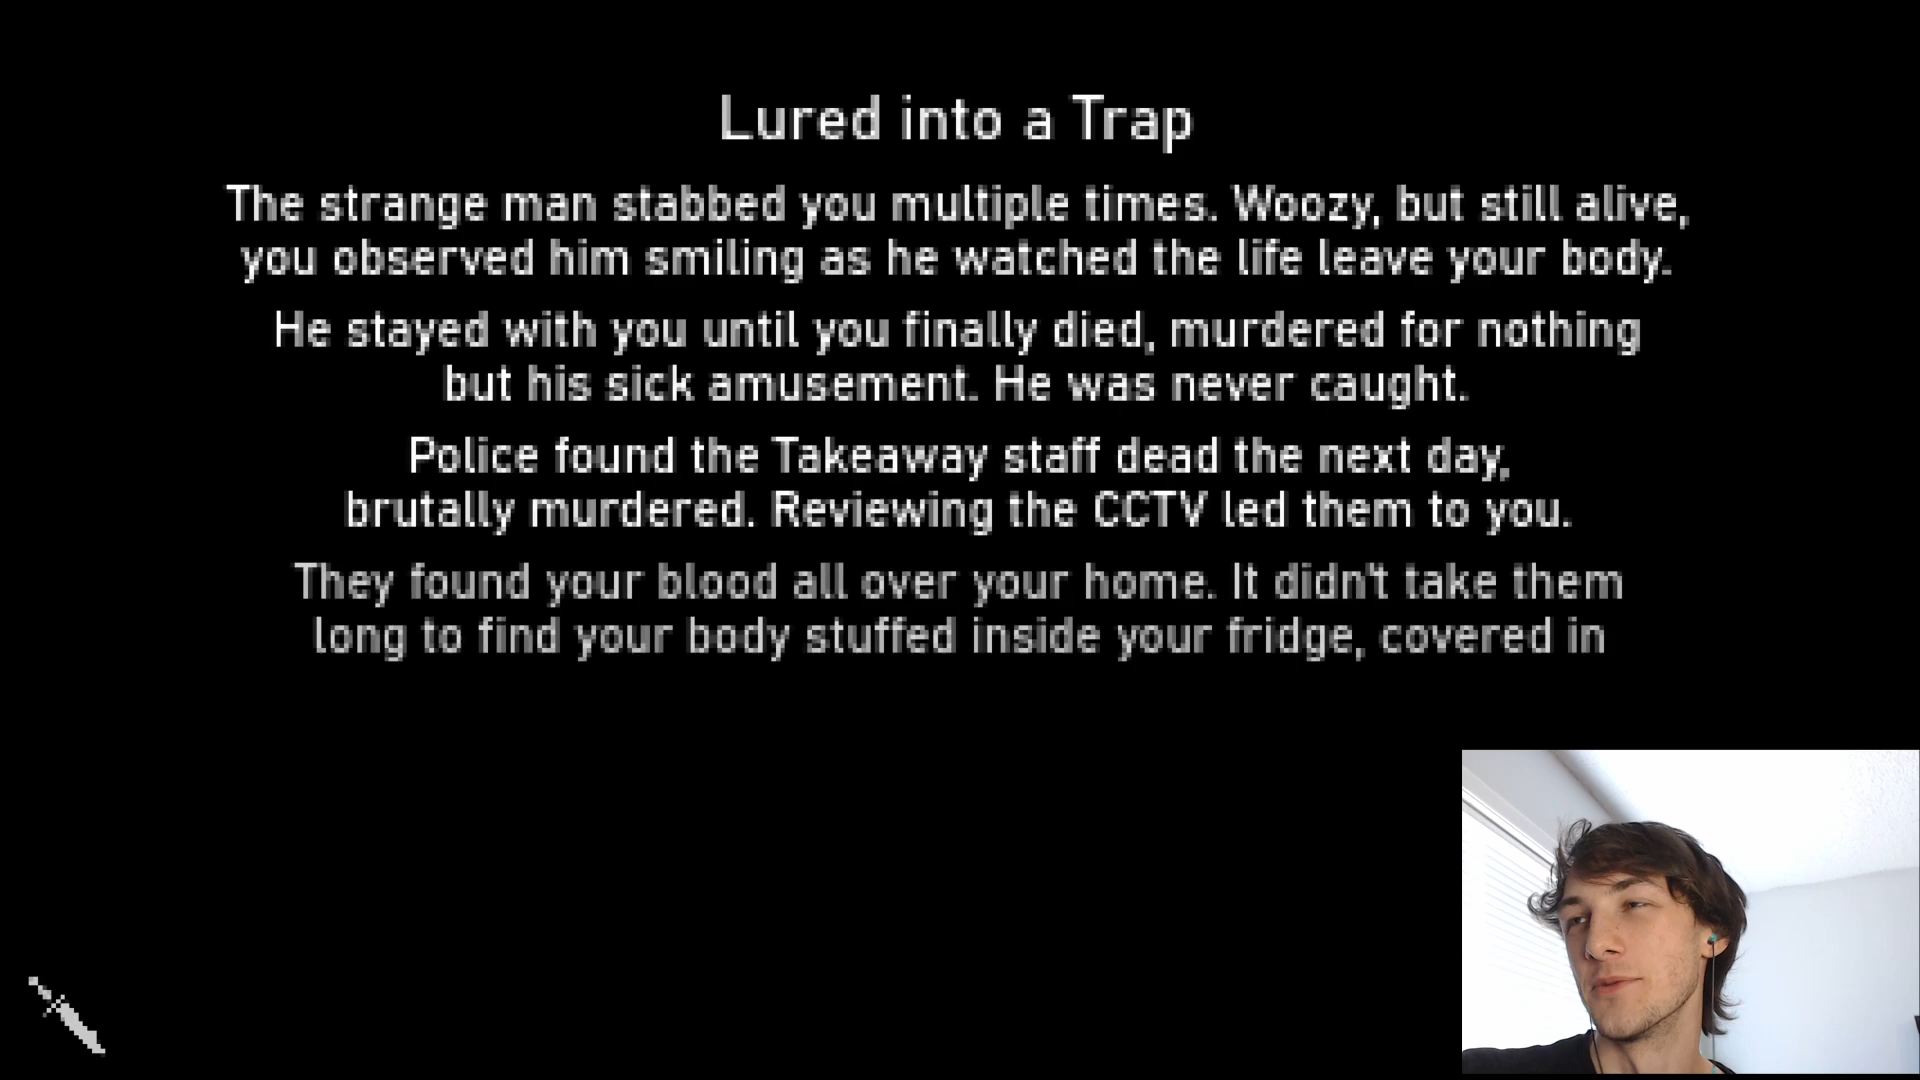 Lured into a Trap
The strange man stabbed you multiple times. Woozy, but still alive,
you observed him smiling as he watched the life leave your body.
He stayed with you until you finally died, murdered for nothing
but his sick amusement. He was never caught.
Police found the Takeaway staff dead the next day,
brutally murdered. Reviewing the CCTV led them to you.
They found your blood all over your home. It didn't take them
long to find your body stuffed inside your fridge, covered in